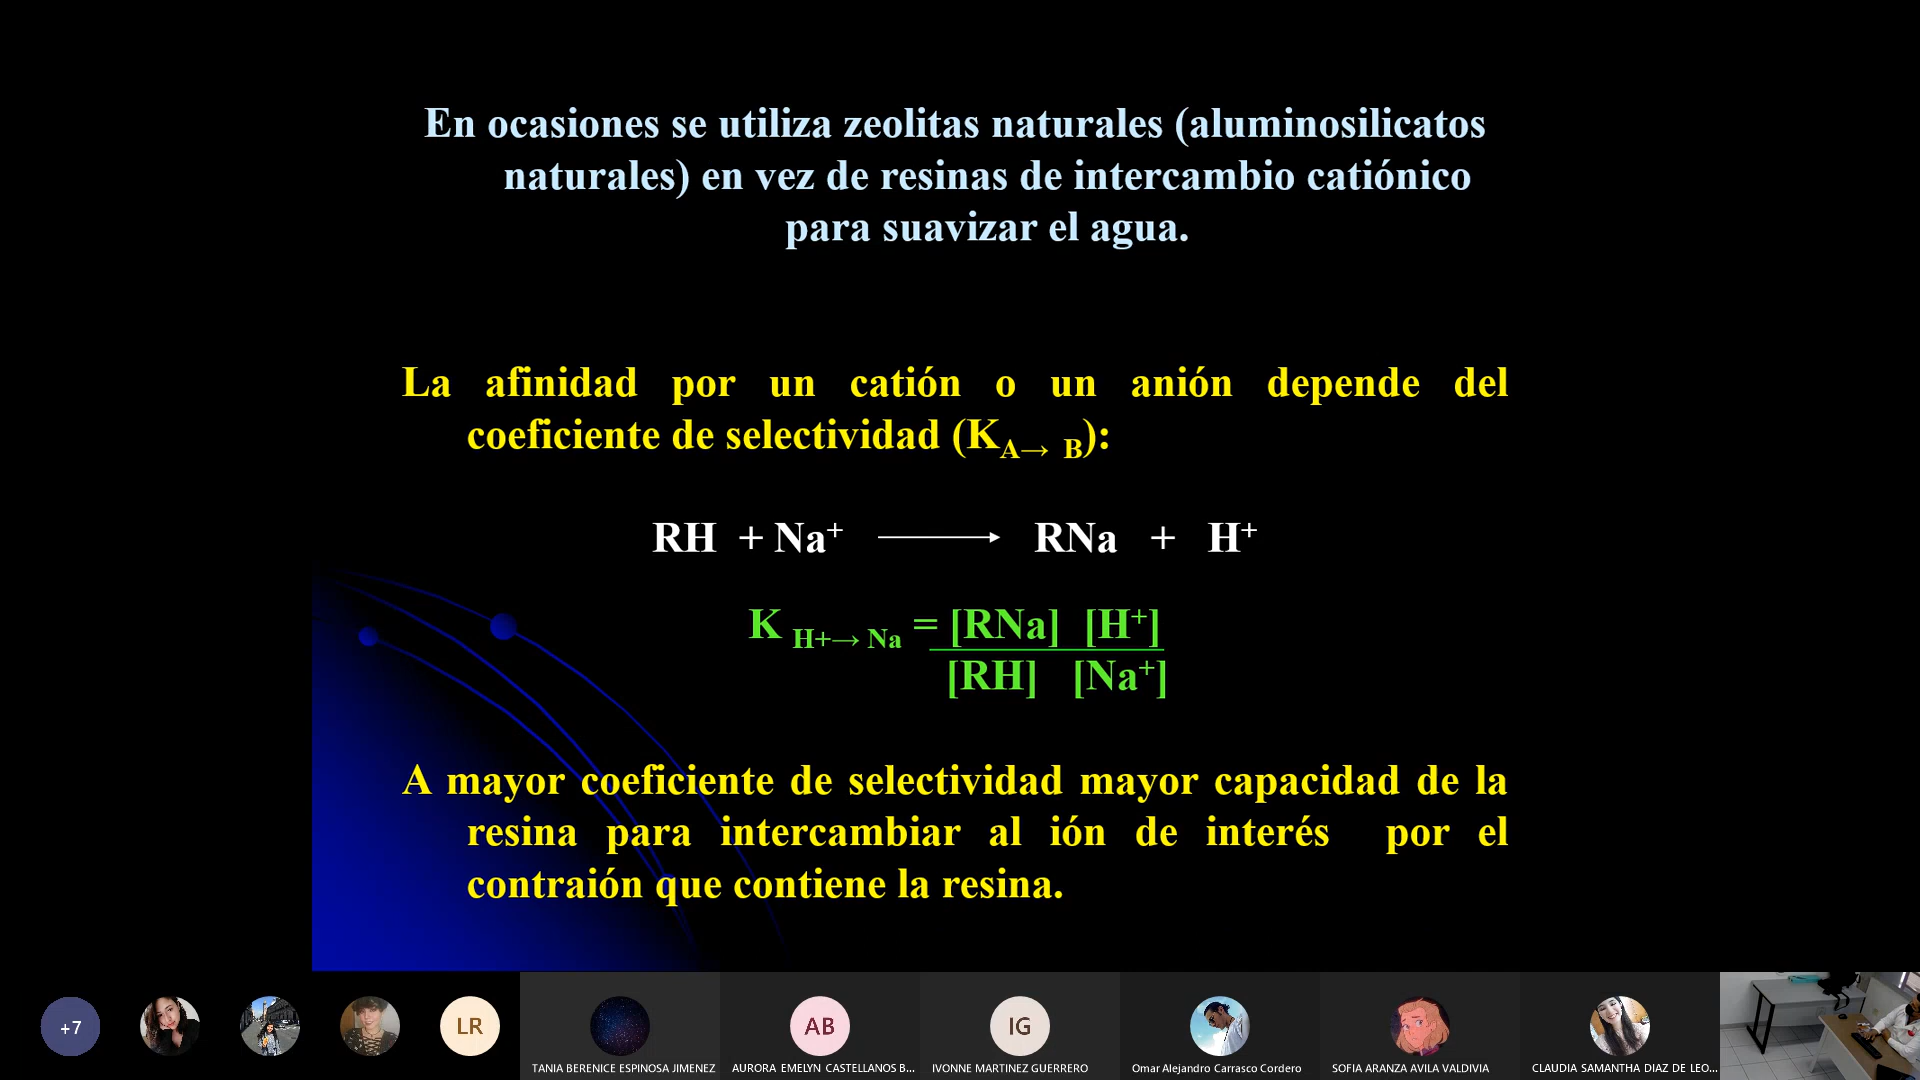 En ocasiones se utiliza zeolitas naturales (aluminosilicatos
naturales) en vez de resinas de intercambio catiónico
para suavizar el agua.
La afinidad por un catión o un anión depende del
coeficiente de selectividad (K A→ B):
RH + Na⁺ → RNa + H⁺
K H+→ Na = [RNa] [H⁺]
[RH] [Na⁺]
A mayor coeficiente de selectividad mayor capacidad de la
resina para intercambiar al ión de interés por el
contraión que contiene la resina.
+7
LR
AB
IG
TANIA BERENICE ESPINOSA JIMENEZ
AURORA EMELYN CASTELLANOS B...
IVONNE MARTINEZ GUERRERO
Omar Alejandro Carrasco Cordero
SOFIA ARANZA AVILA VALDIVIA
CLAUDIA SAMANTHA DIAZ DE LEO...